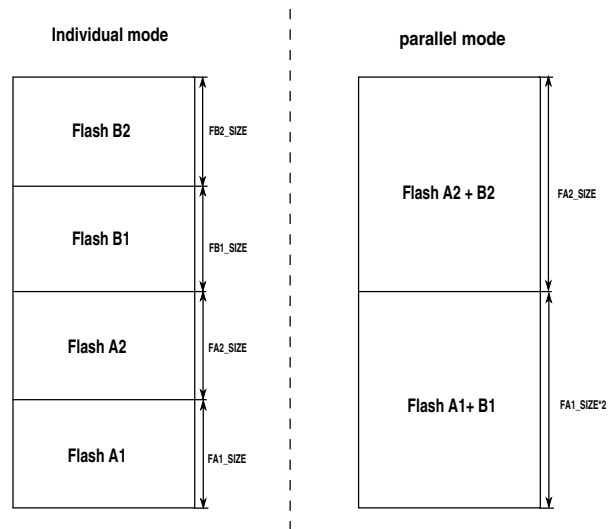 Individual mode
Flash B2
FB2_SIZE
Flash B1
FB1_SIZE
Flash A2
FA2_SIZE
Flash A1
FA1_SIZE
parallel mode
Flash A2 + B2
FA2_SIZE
Flash A1+ B1
FA1_SIZE*2